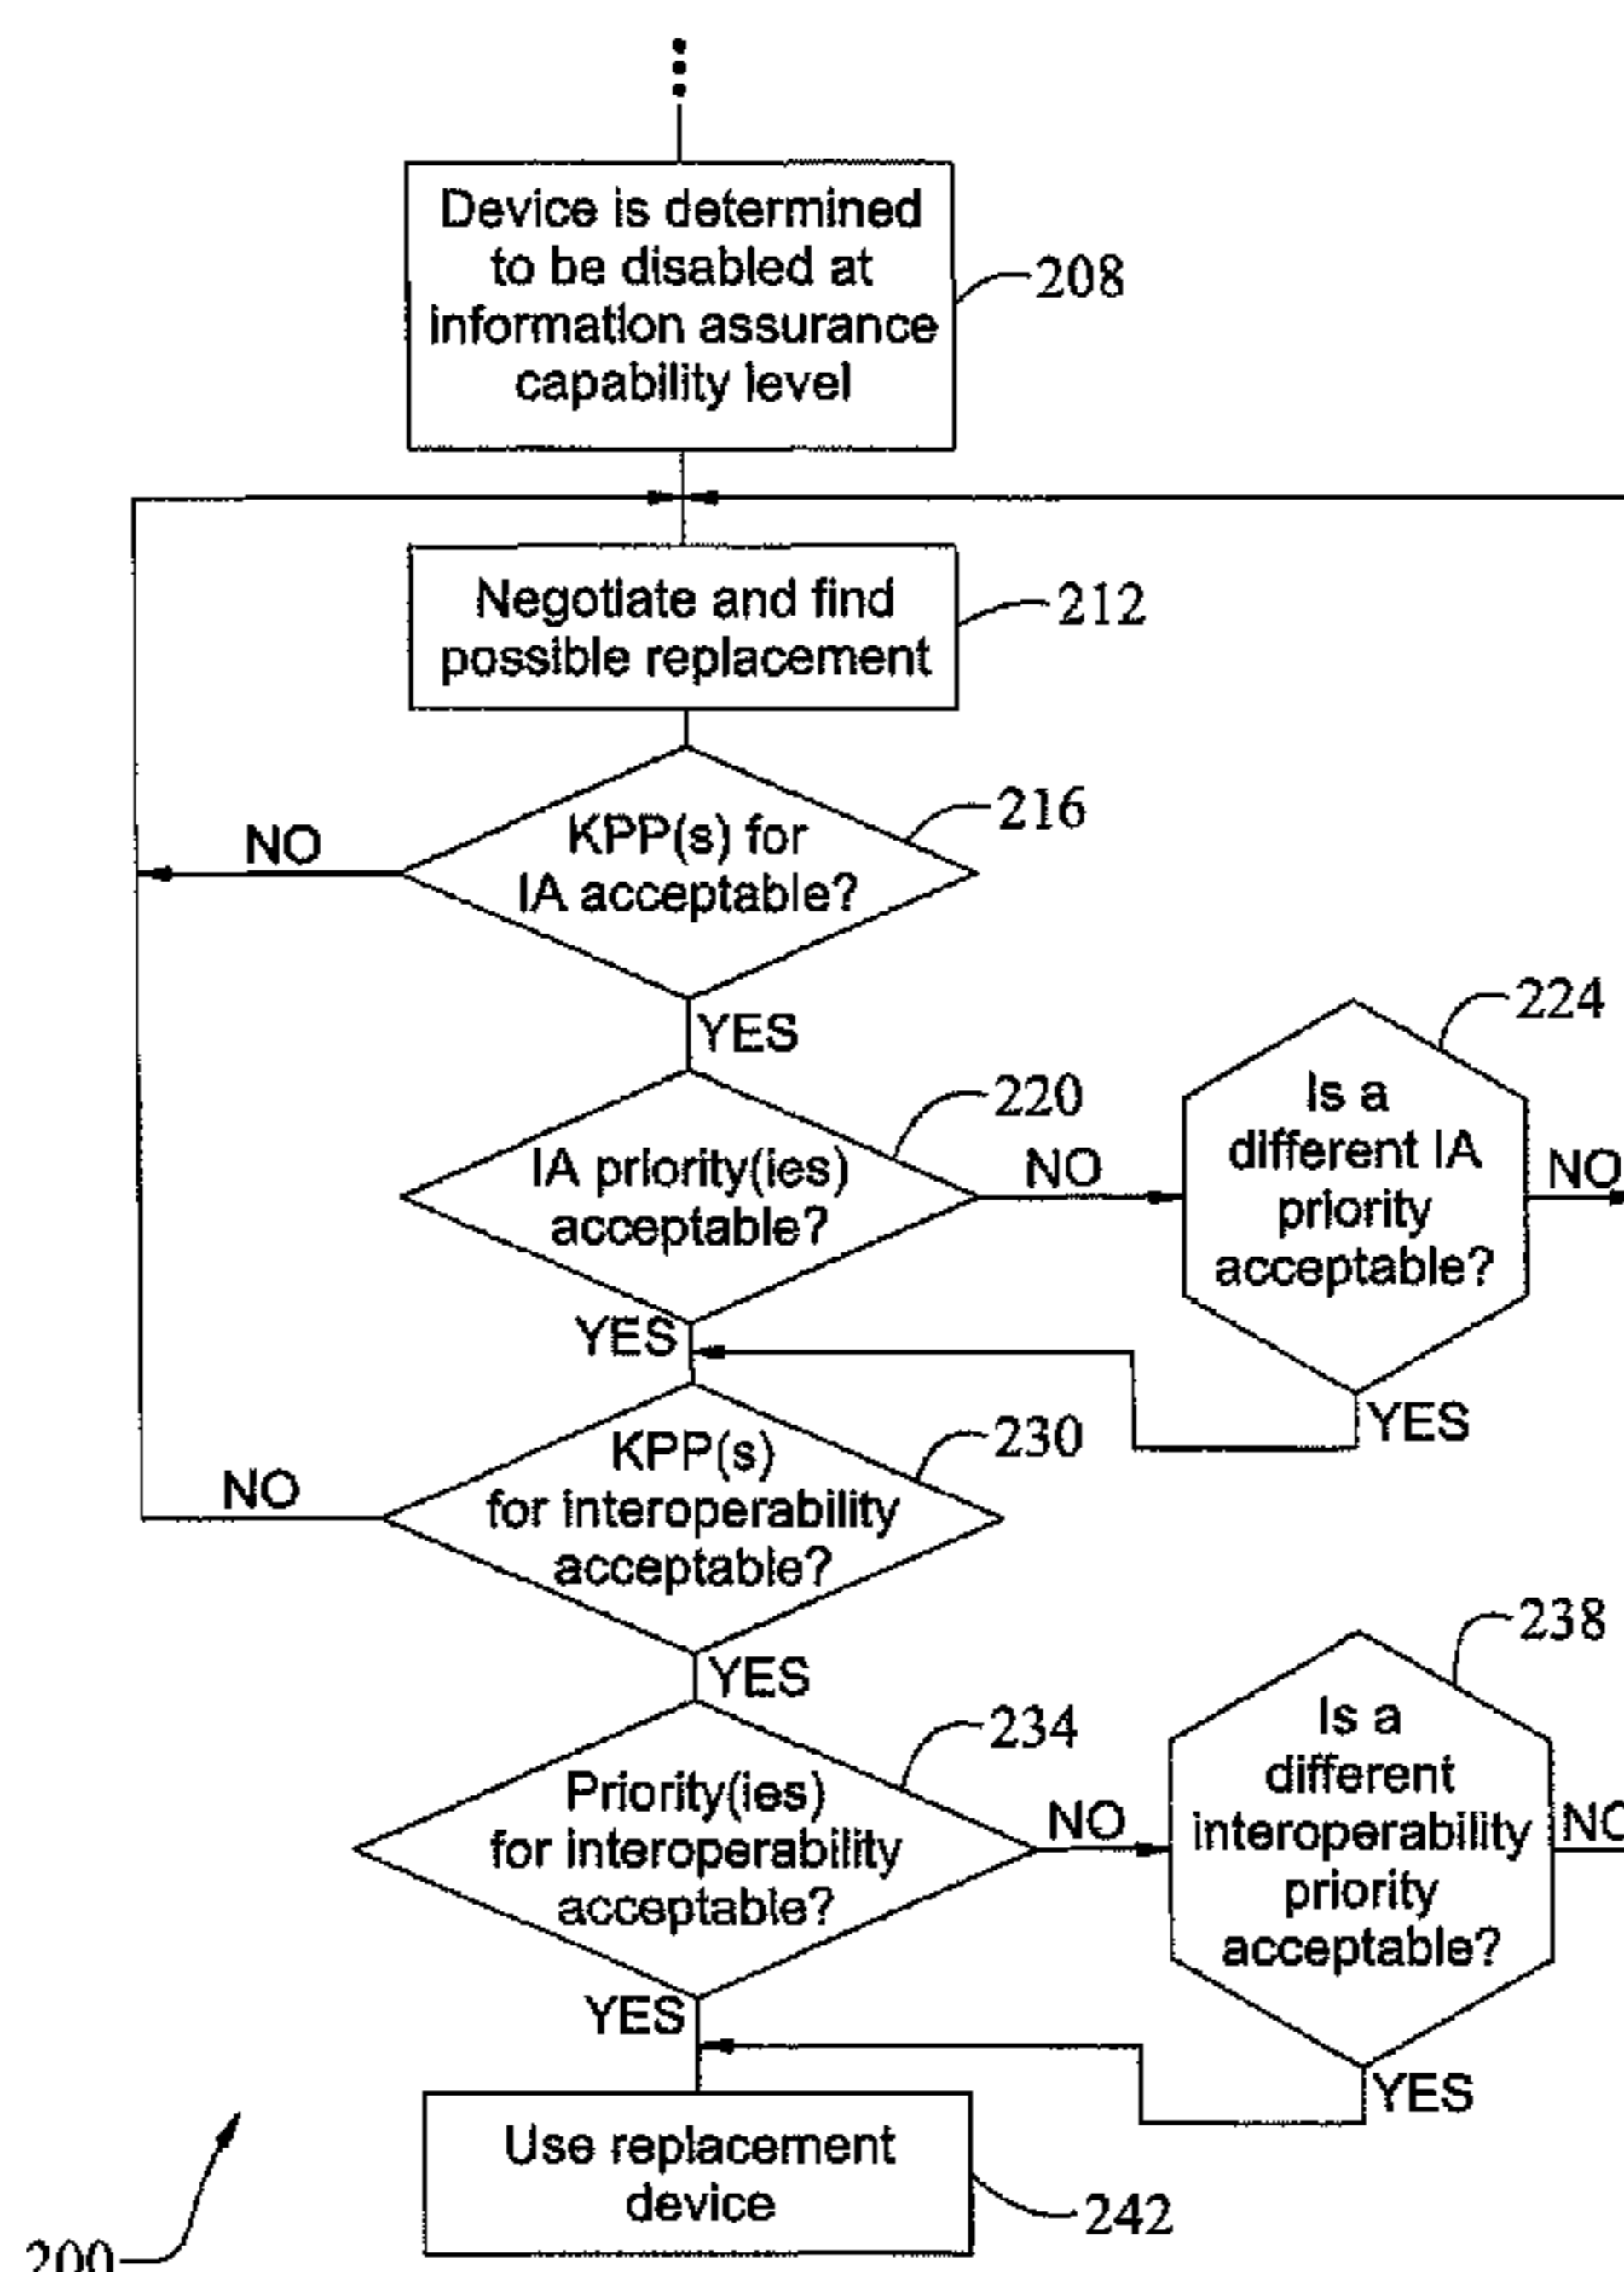 Device is determined
to be disabled at
information assurance
capability level
208
Negotiate and find
possible replacement
212
KPP(s) for
IA acceptable?
216
NO
YES
IA priority(ies)
acceptable?
220
NO
YES
Is a
different IA
priority
acceptable?
224
NO
YES
KPP(s)
for interoperability
acceptable?
230
NO
YES
Priority(ies)
for interoperability
acceptable?
234
NO
YES
Is a
different
interoperability
priority
acceptable?
238
NO
YES
Use replacement
device
242
200